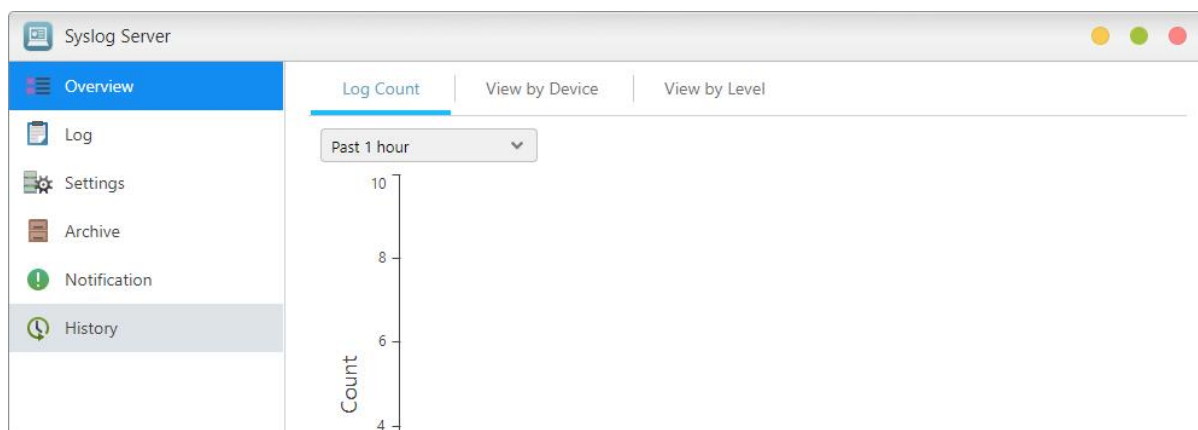 Syslog Server
Overview
Log
Settings
Archive
Notification
History
Log Count
View by Device
View by Level
Past 1 hour
10
8
6
4
Count